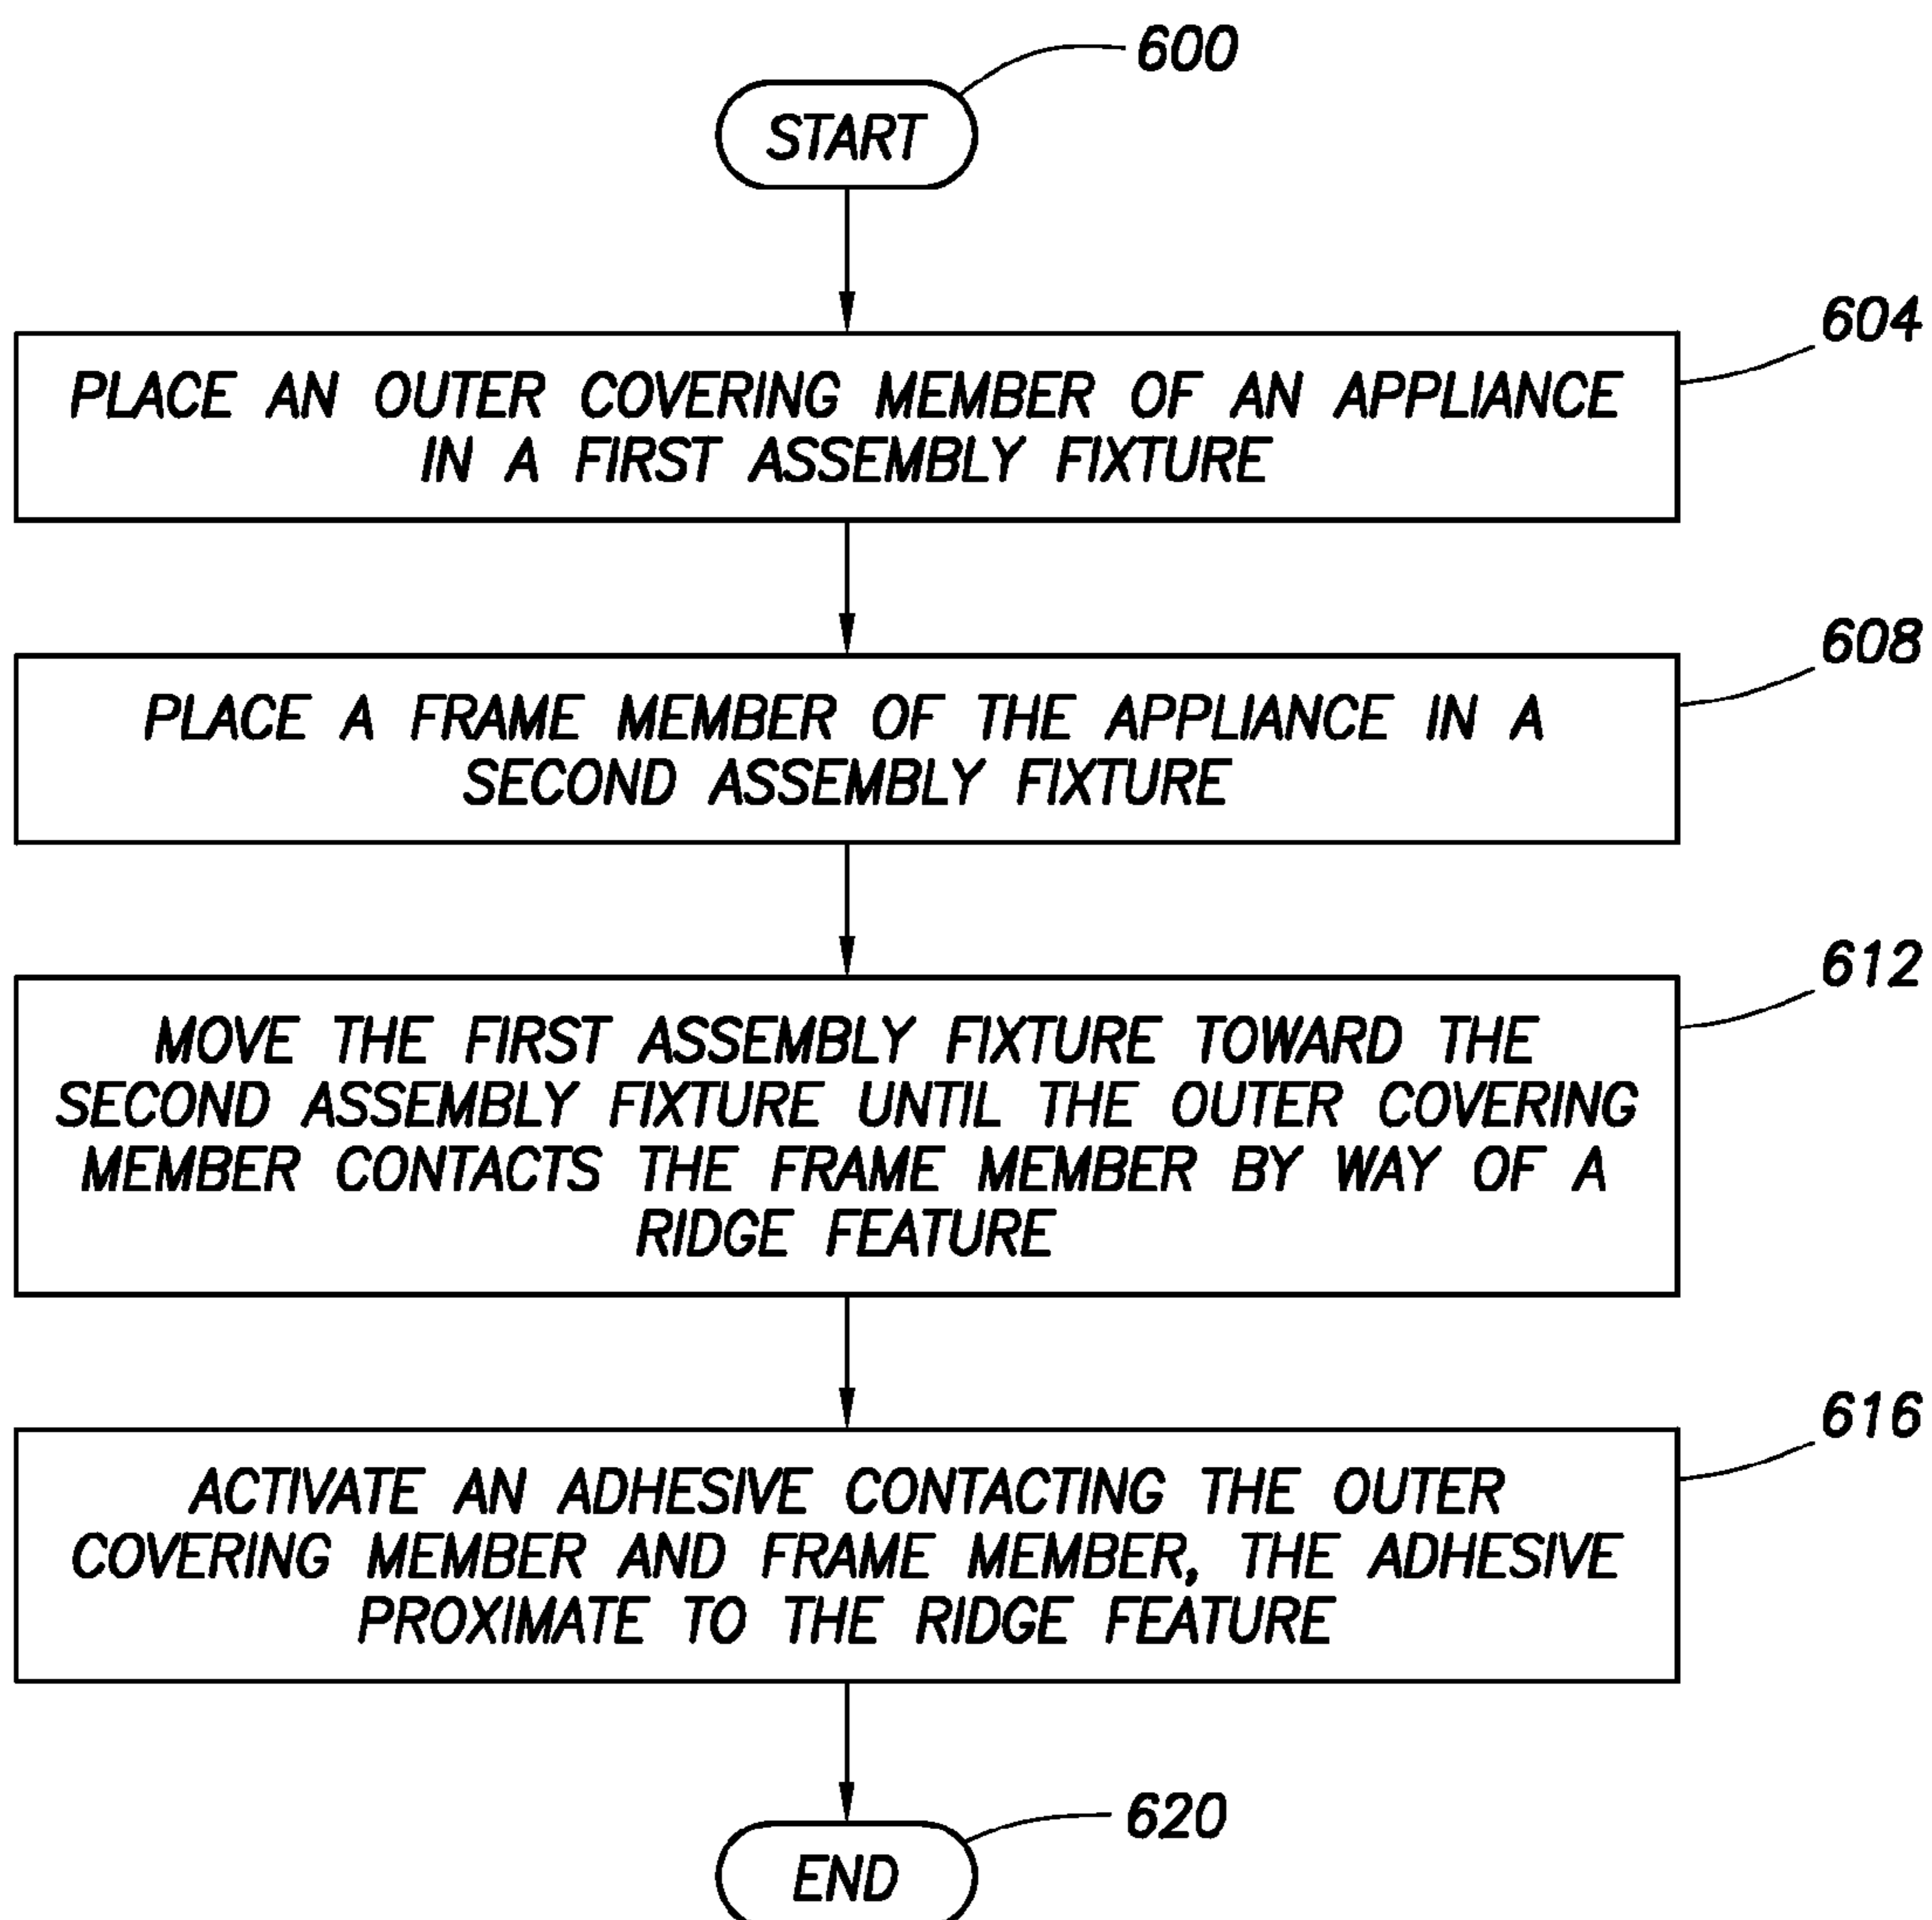 600
START
604
PLACE AN OUTER COVERING MEMBER OF AN APPLIANCE
IN A FIRST ASSEMBLY FIXTURE
608
PLACE A FRAME MEMBER OF THE APPLIANCE IN A
SECOND ASSEMBLY FIXTURE
612
MOVE THE FIRST ASSEMBLY FIXTURE TOWARD THE
SECOND ASSEMBLY FIXTURE UNTIL THE OUTER COVERING
MEMBER CONTACTS THE FRAME MEMBER BY WAY OF A
RIDGE FEATURE
616
ACTIVATE AN ADHESIVE CONTACTING THE OUTER
COVERING MEMBER AND FRAME MEMBER, THE ADHESIVE
PROXIMATE TO THE RIDGE FEATURE
620
END